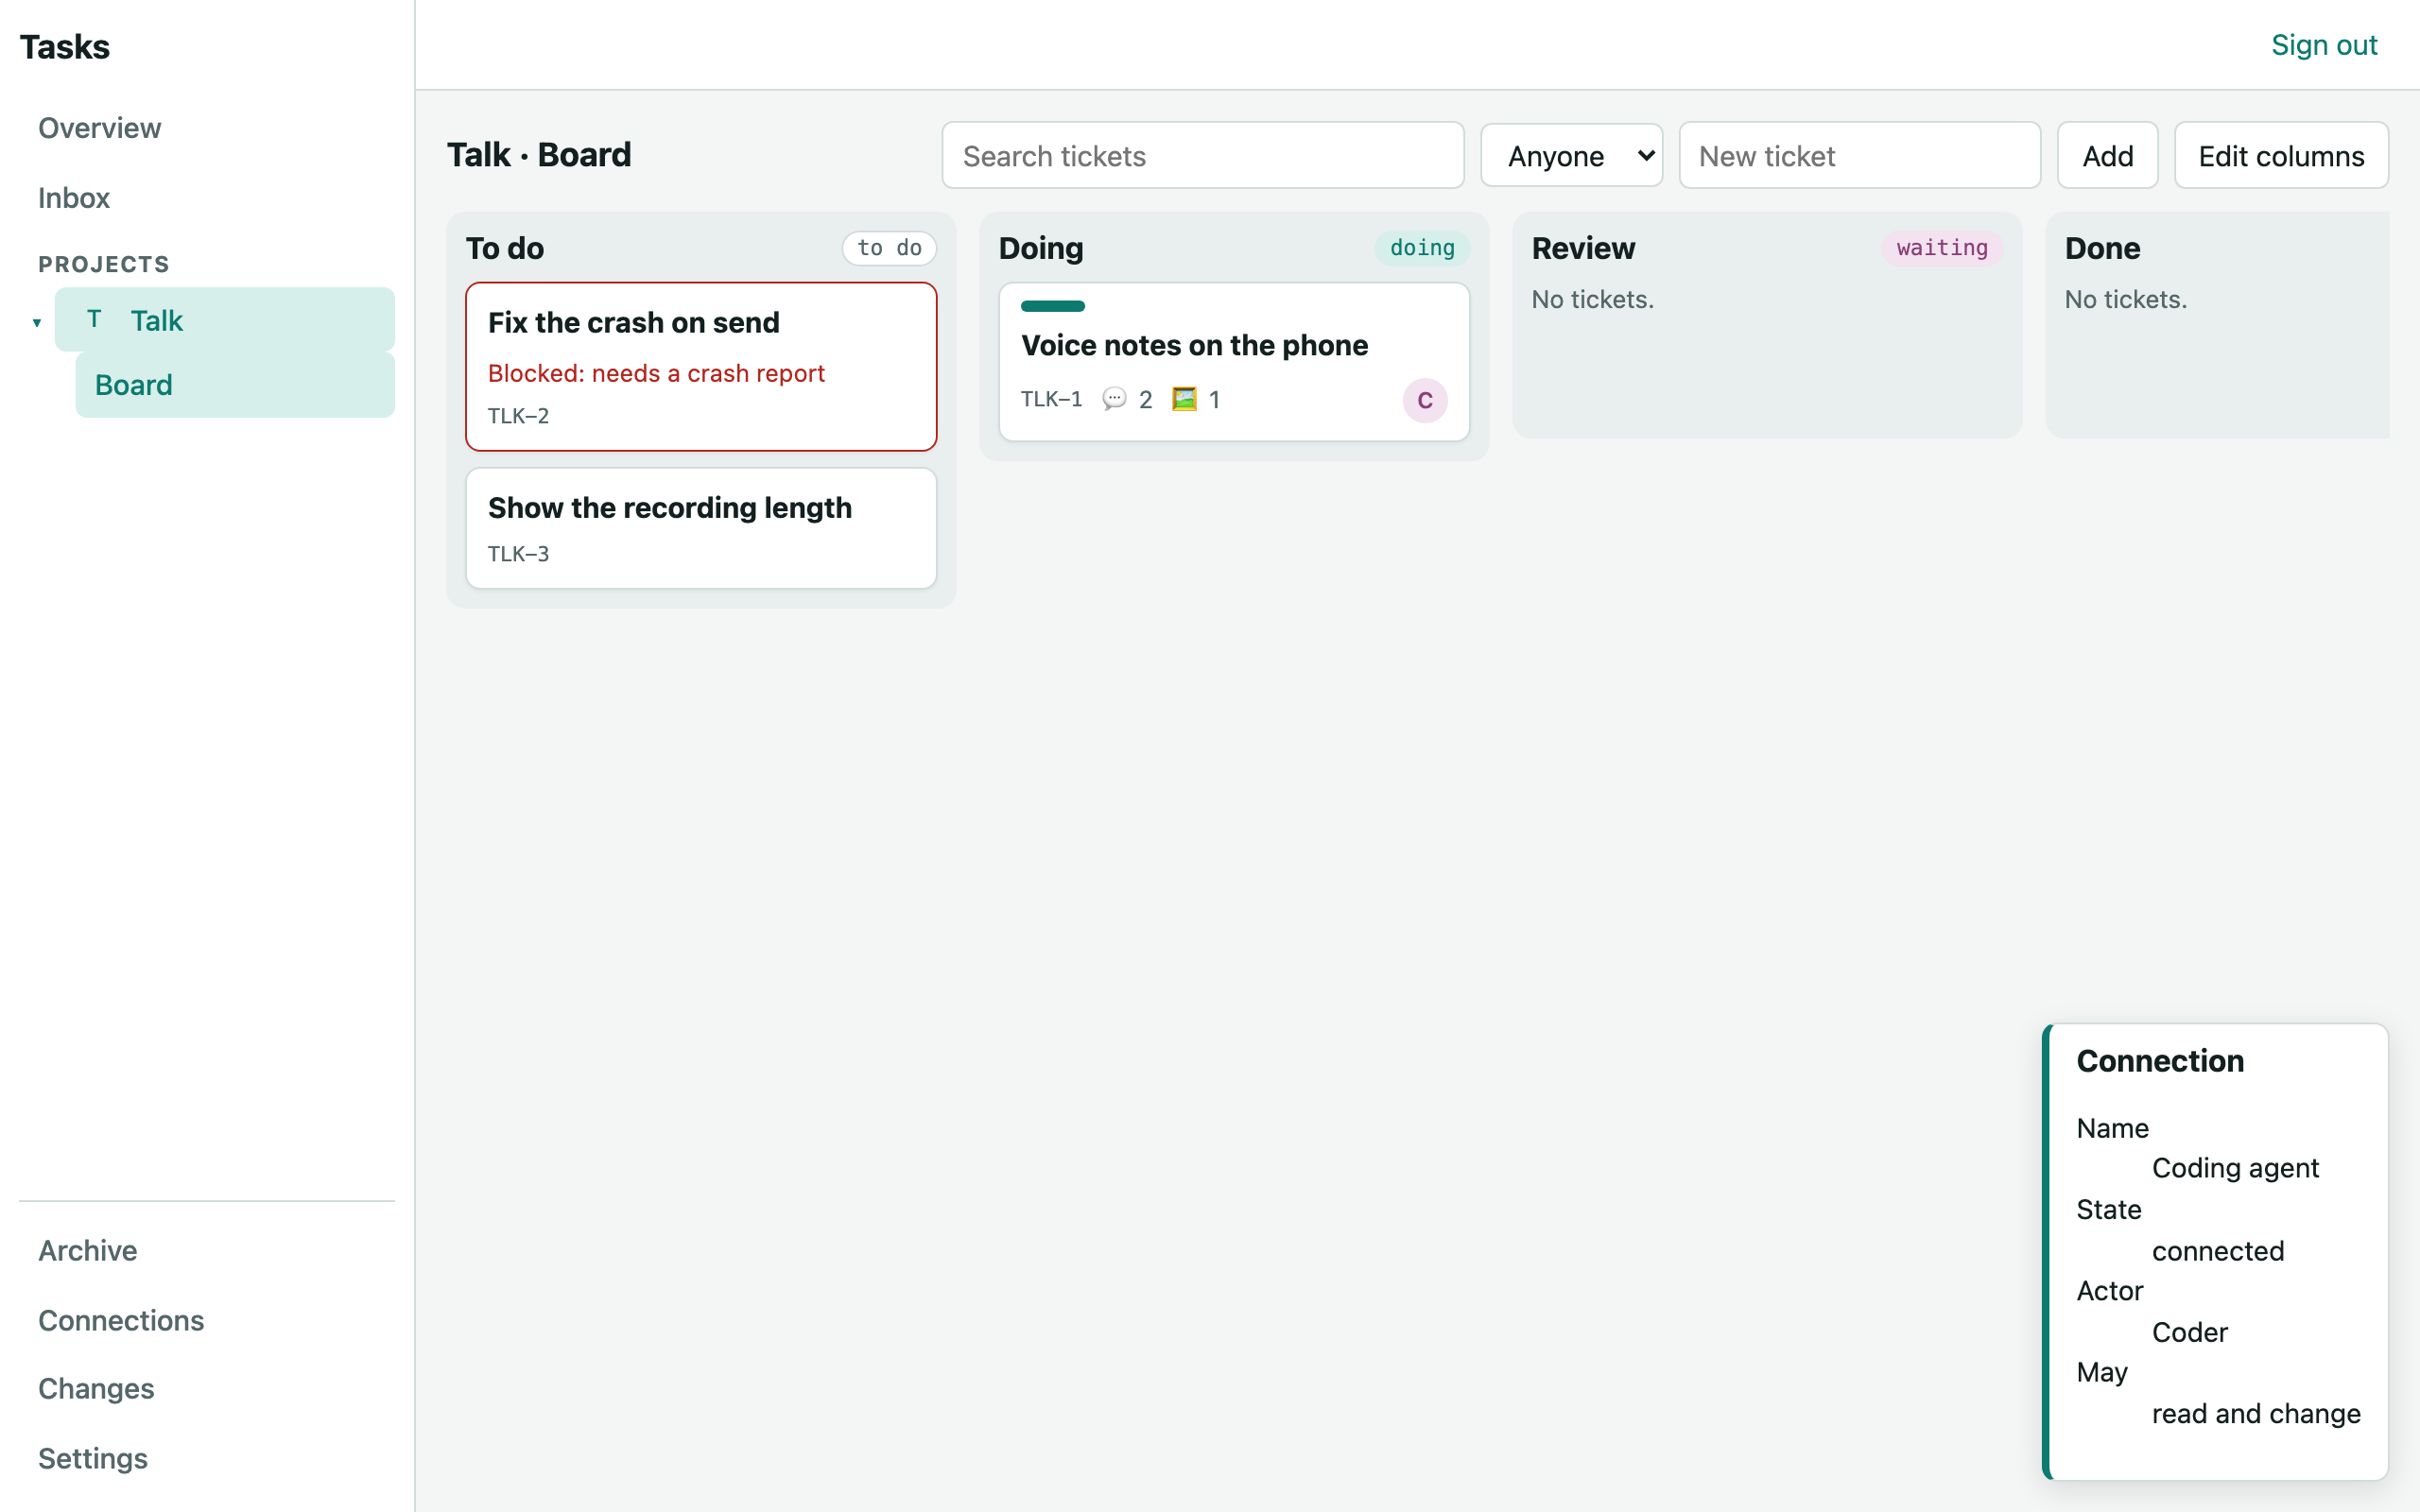 Tasks
Overview
Inbox
PROJECTS
T Talk
Board
Archive
Connections
Changes
Settings
Sign out
Talk · Board
Search tickets
Anyone
New ticket
Add
Edit columns
To do
to do
Fix the crash on send
Blocked: needs a crash report
TLK-2
Show the recording length
TLK-3
Doing
doing
Voice notes on the phone
TLK-1 💬 2 🖼️ 1
C
Review
waiting
No tickets.
Done
No tickets.
Connection
Name
Coding agent
State
connected
Actor
Coder
May
read and change